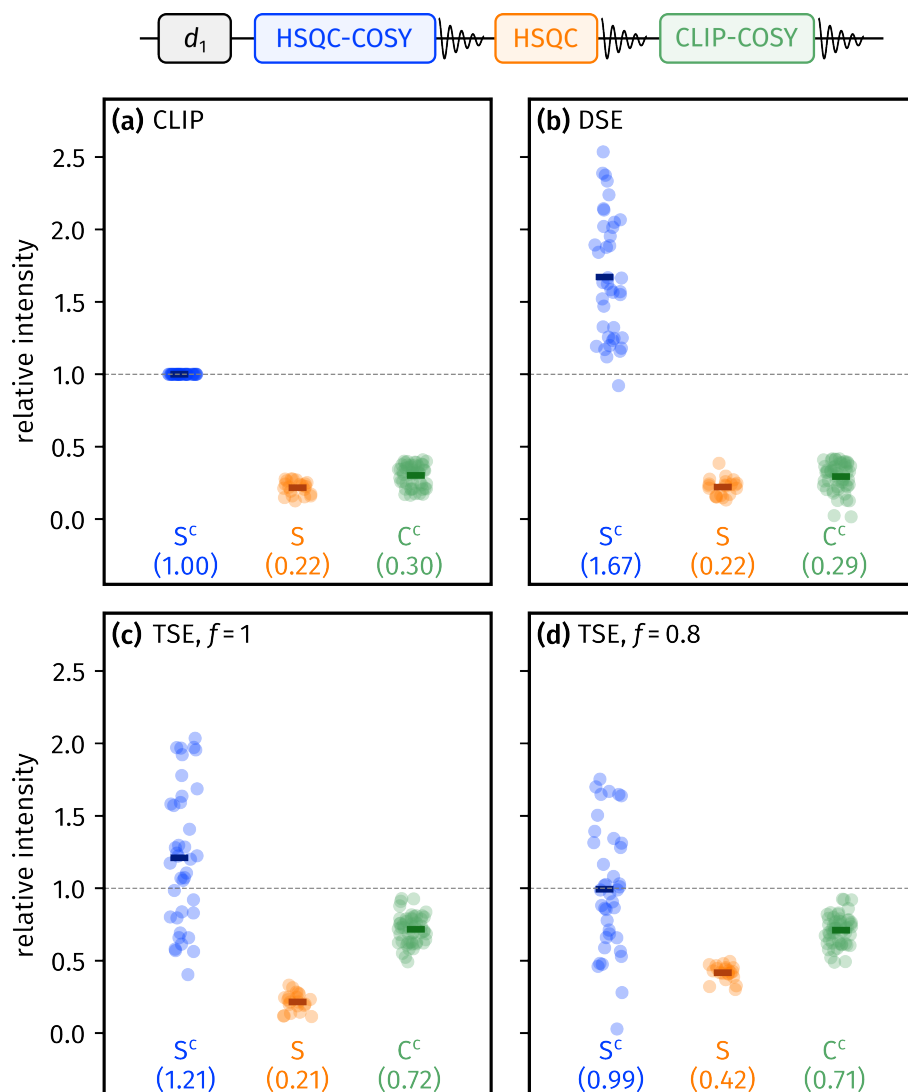 d₁ HSQC-COSY HSQC CLIP-COSY
(a) CLIP
relative intensity
2.5
2.0
1.5
1.0
0.5
0.0
Sᶜ S Cᶜ
(1.00) (0.22) (0.30)
(b) DSE
Sᶜ S Cᶜ
(1.67) (0.22) (0.29)
(c) TSE, f = 1
relative intensity
2.5
2.0
1.5
1.0
0.5
0.0
Sᶜ S Cᶜ
(1.21) (0.21) (0.72)
(d) TSE, f = 0.8
Sᶜ S Cᶜ
(0.99) (0.42) (0.71)